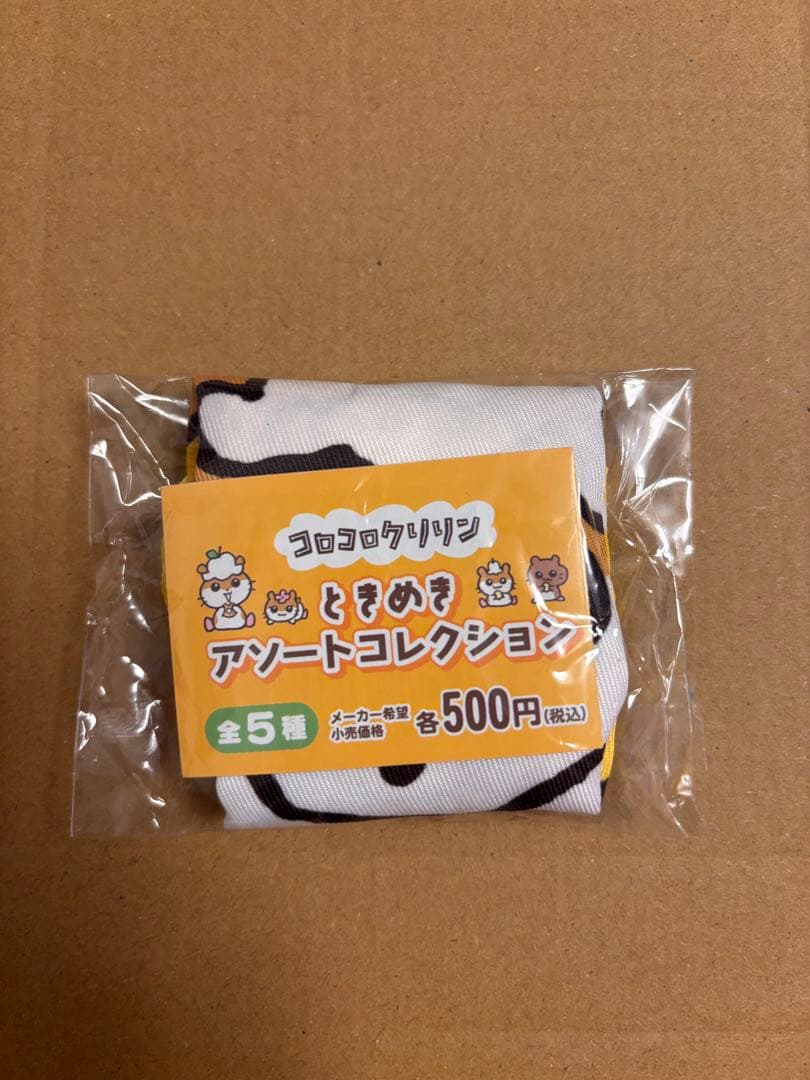 コロコロクリリン
ときめき
アソートコレクション
全5種
メーカー希望
小売価格
各500円(税込)